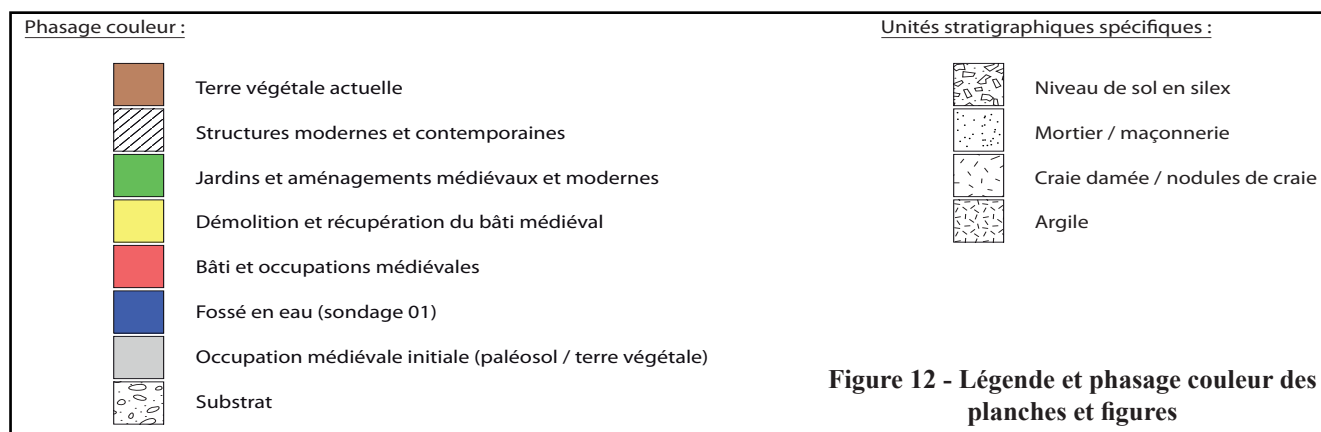 Phasage couleur :
Terre végétale actuelle
Structures modernes et contemporaines
Jardins et aménagements médiévaux et modernes
Démolition et récupération du bâti médiéval
Bâti et occupations médiévales
Fossé en eau (sondage 01)
Occupation médiévale initiale (paléosol / terre végétale)
Substrat
Unités stratigraphiques spécifiques :
Niveau de sol en silex
Mortier / maçonnerie
Craie damée / nodules de craie
Argile
Figure 12 - Légende et phasage couleur des
planches et figures